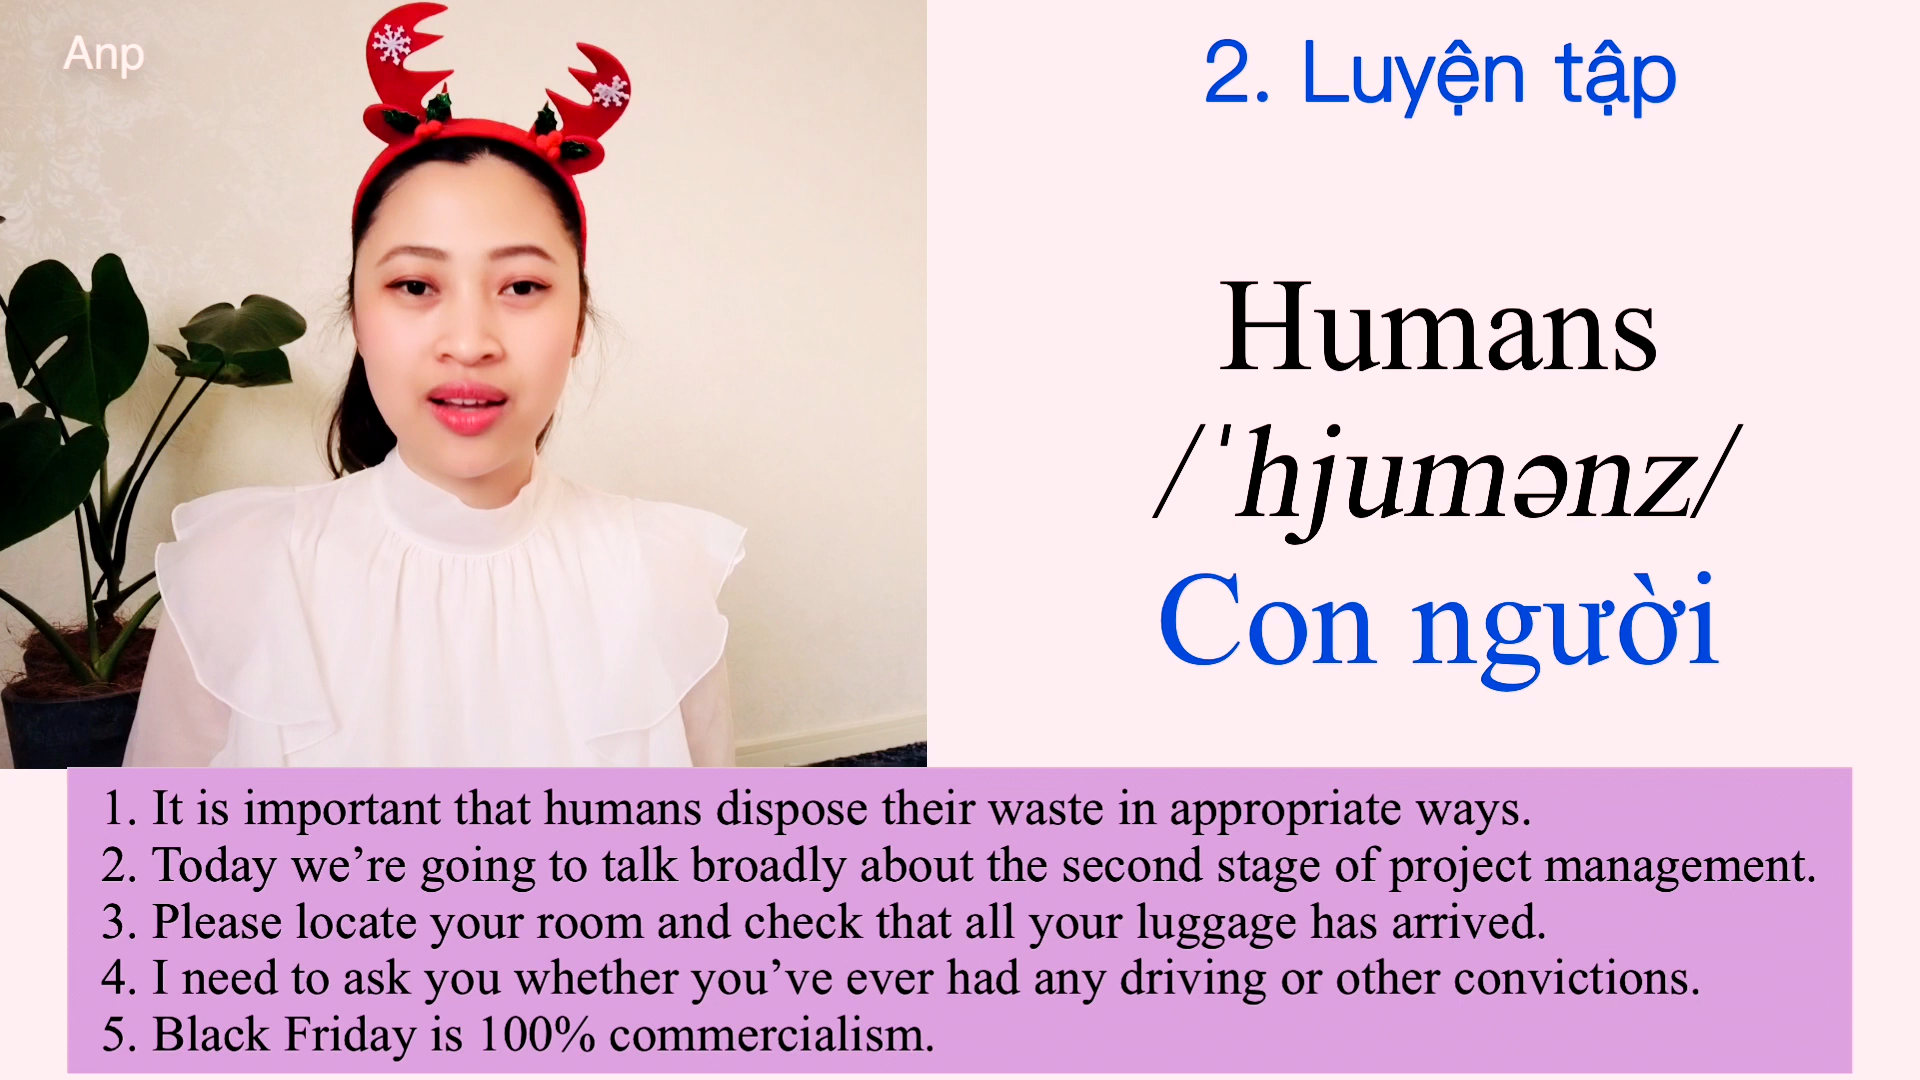 Anp
2. Luyện tập
Humans
/ˈhjumənz/
Con người
1. It is important that humans dispose their waste in appropriate ways.
2. Today we’re going to talk broadly about the second stage of project management.
3. Please locate your room and check that all your luggage has arrived.
4. I need to ask you whether you’ve ever had any driving or other convictions.
5. Black Friday is 100% commercialism.